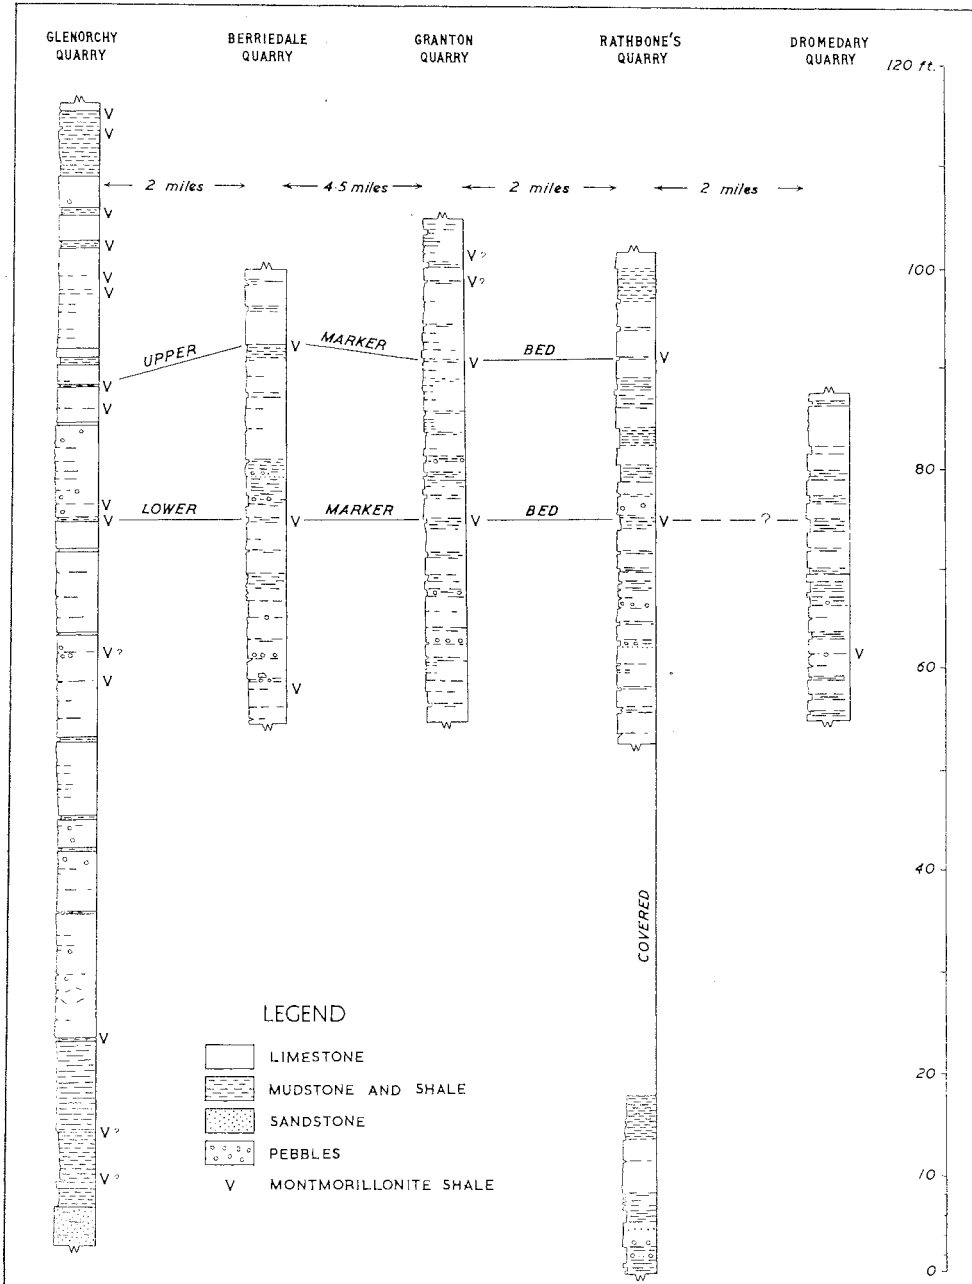 GLENORCHY
QUARRY
BERRIEDALE
QUARRY
GRANTON
QUARRY
RATHBONE'S
QUARRY
DROMEDARY
QUARRY
120 ft.
V
V
2 miles
4·5 miles
2 miles
2 miles
V
V
V ?
V
V ?
100
V
UPPER
V
MARKER
V
BED
V
V
V
80
V
V
LOWER
V
MARKER
V
BED
V
?
V ?
V
60
V
V
40
COVERED
V
20
V ?
V ?
10
0
LEGEND
LIMESTONE
MUDSTONE AND SHALE
SANDSTONE
PEBBLES
V MONTMORILLONITE SHALE